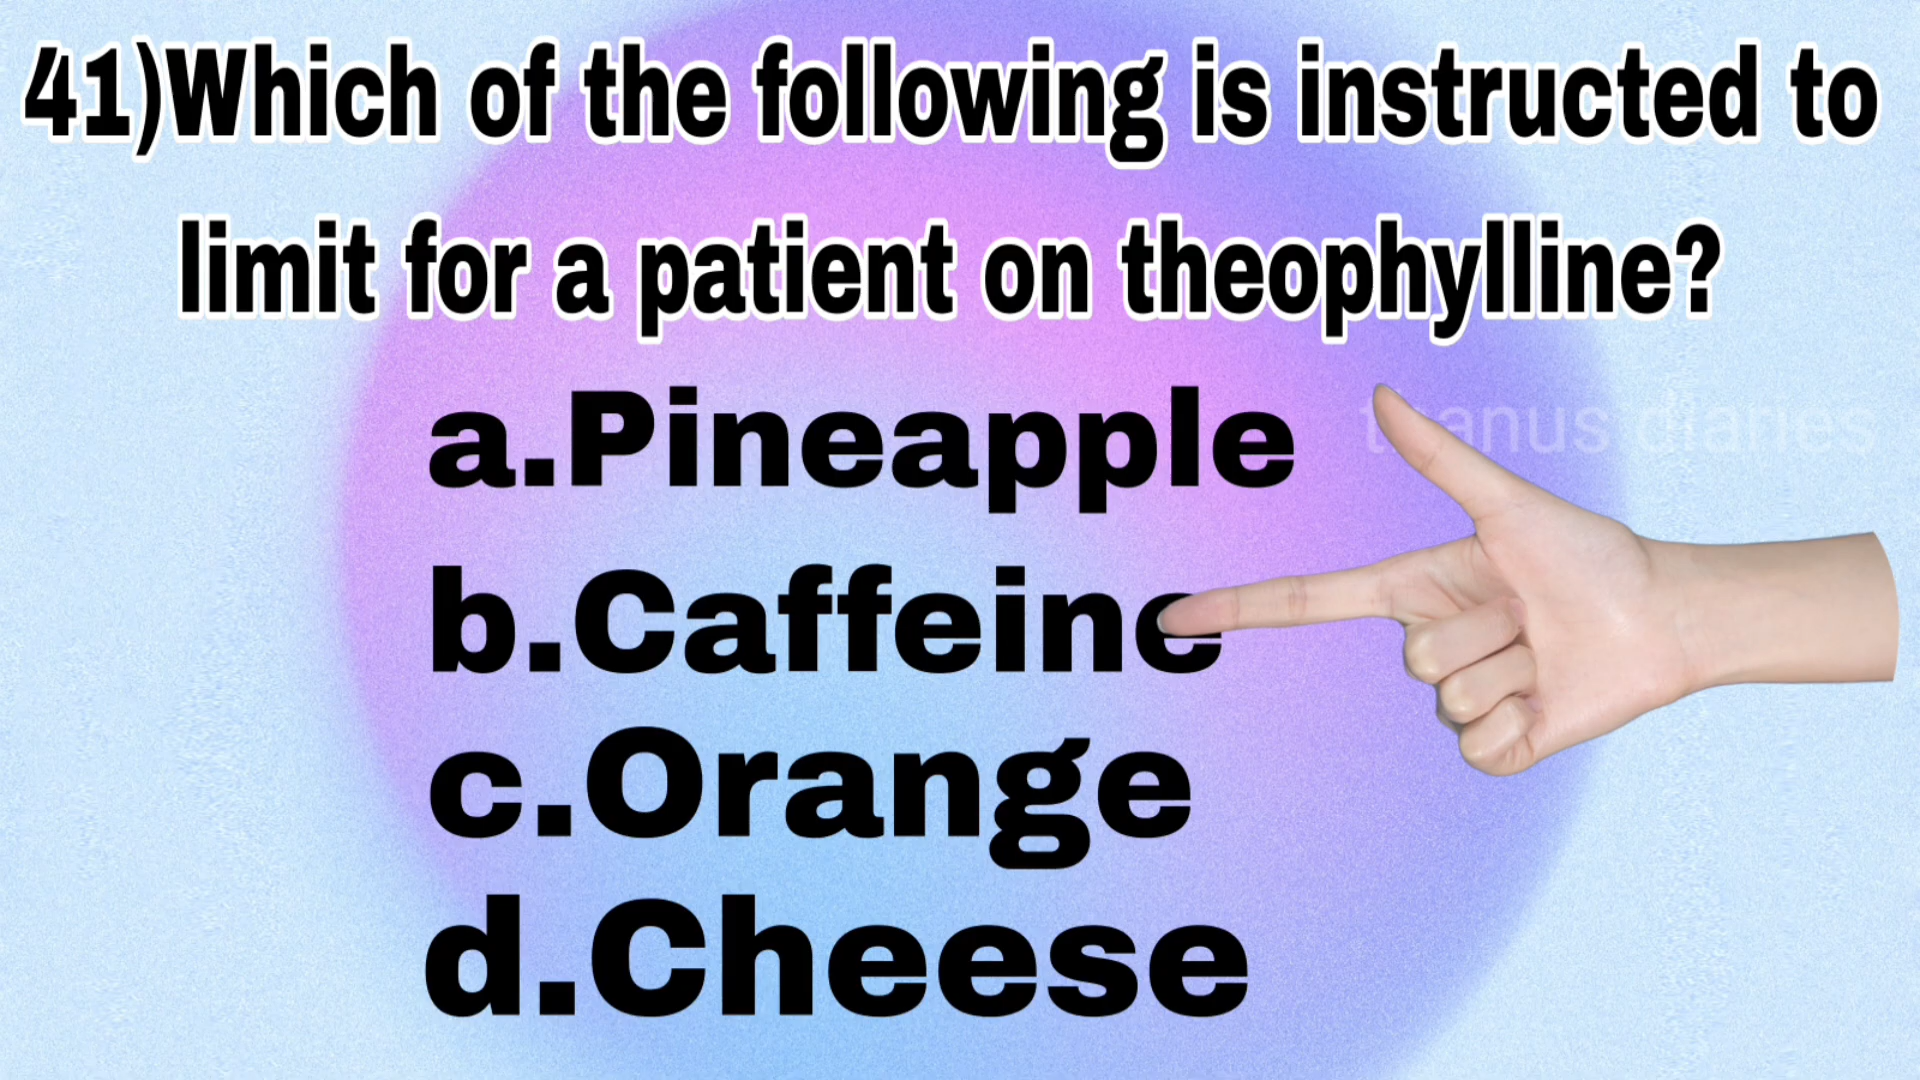 41)Which of the following is instructed to
limit for a patient on theophylline?
a.Pineapple
b.Caffeine
c.Orange
d.Cheese